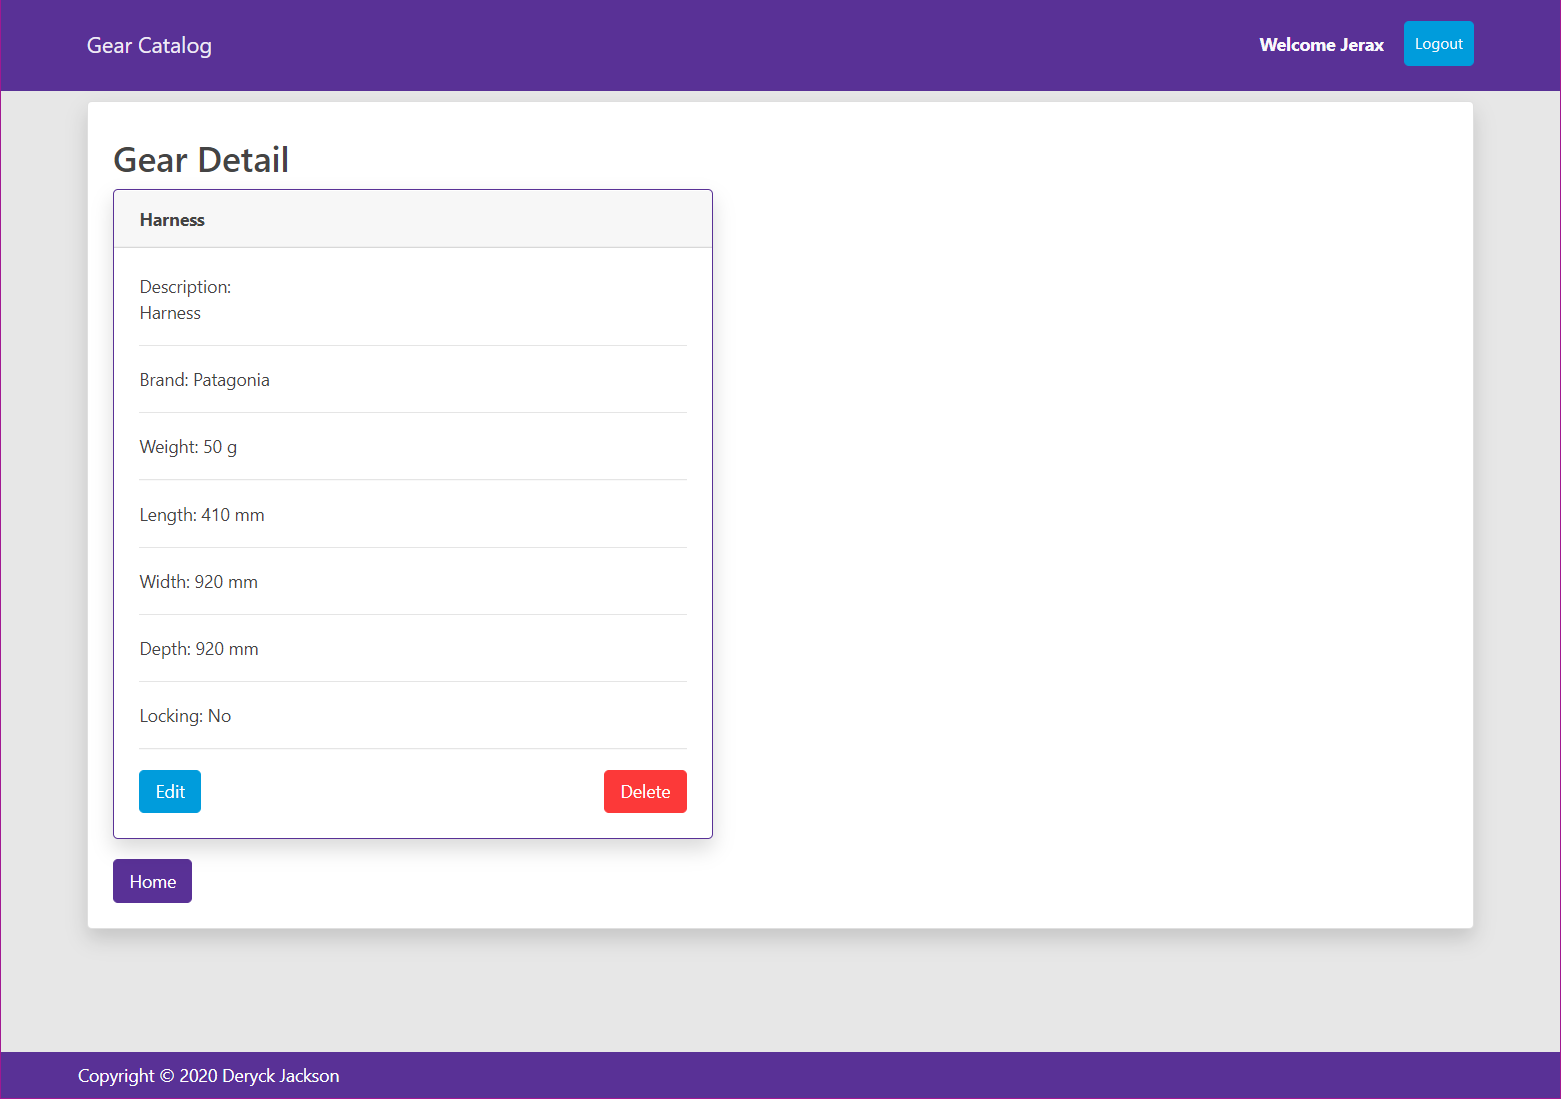 Gear Catalog
Welcome Jerax
Logout
Gear Detail
Harness
Description:
Harness
Brand: Patagonia
Weight: 50 g
Length: 410 mm
Width: 920 mm
Depth: 920 mm
Locking: No
Edit
Delete
Home
Copyright © 2020 Deryck Jackson